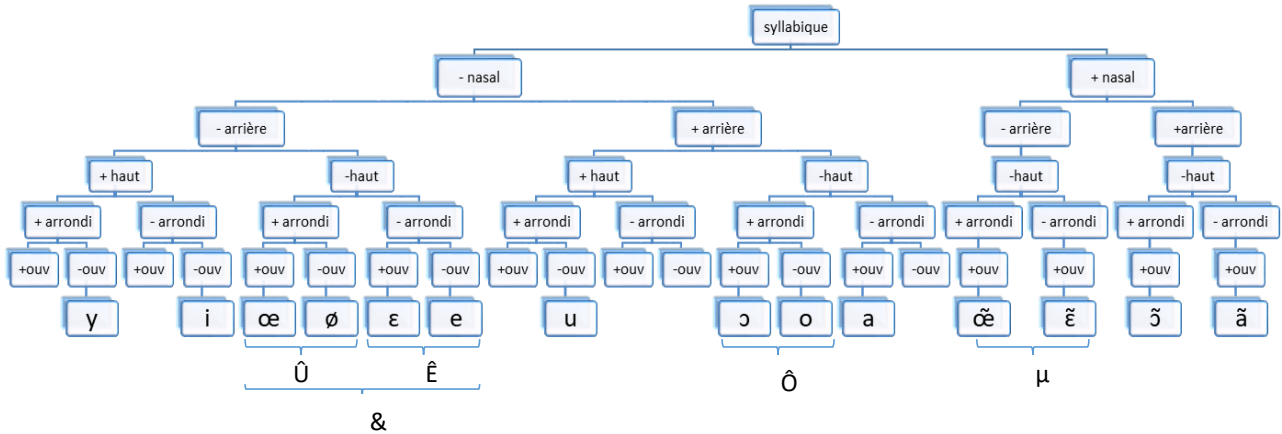 syllabique
- nasal + nasal
- arrière + arrière - arrière +arrière
+ haut -haut + haut -haut -haut -haut
+ arrondi - arrondi + arrondi - arrondi + arrondi - arrondi + arrondi - arrondi + arrondi - arrondi + arrondi - arrondi
+ouv -ouv +ouv -ouv +ouv -ouv +ouv -ouv +ouv -ouv +ouv -ouv +ouv -ouv +ouv -ouv +ouv +ouv +ouv +ouv
y i œ ø ε e u ɔ o a œ̃ ε̃ ɔ̃ ã
Û Ê Ô µ
&